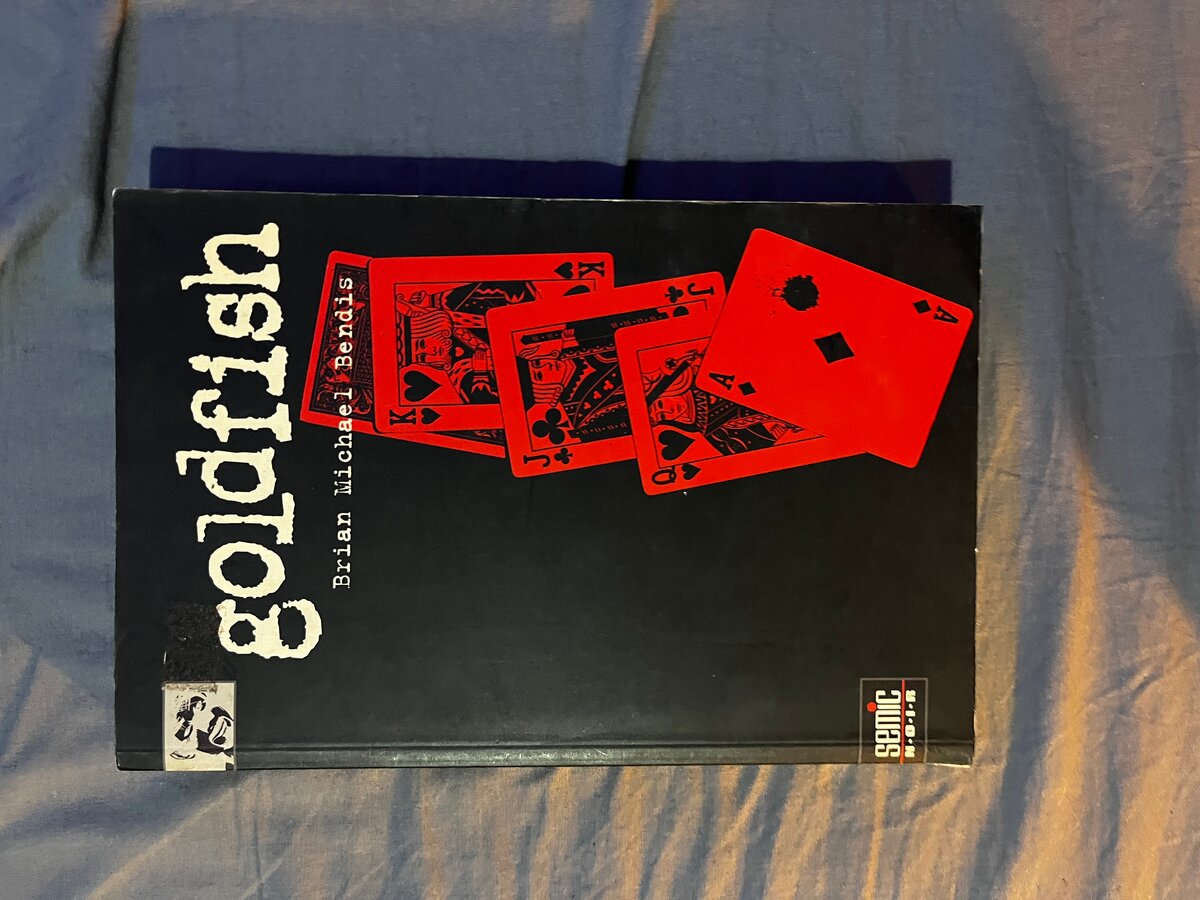 goldfish
Brian Michael Bendis
K
K
J
J
Q
A
A
semic
N·O·I·R